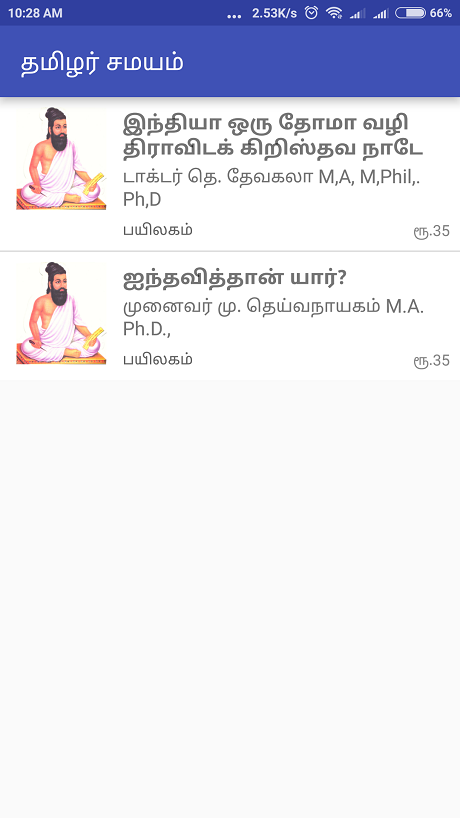 10:28 AM ... 2.53K/s 66%
தமிழர் சமயம்
இந்தியா ஒரு தோமா வழி
திராவிடக் கிறிஸ்தவ நாடே
டாக்டர் தெ. தேவகலா M,A, M,Phil,.
Ph,D
பயிலகம் ரூ.35
ஐந்தவித்தான் யார்?
முனைவர் மு. தெய்வநாயகம் M.A.
Ph.D.,
பயிலகம் ரூ.35